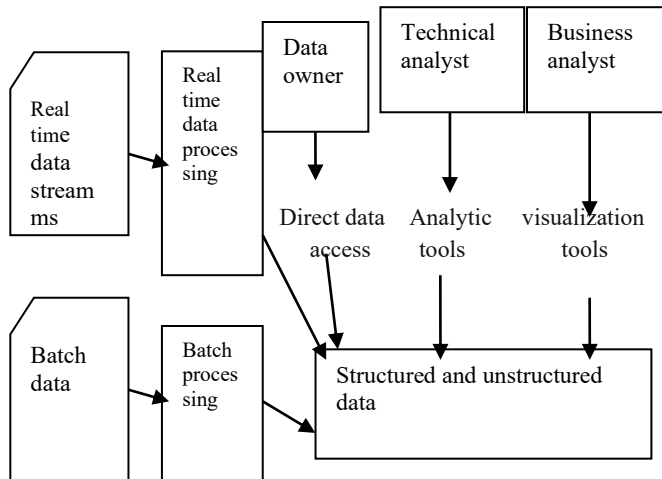 Real
time
data
stream
ms
Real
time
data
proces
sing
Data
owner
Technical
analyst
Business
analyst
Direct data
access
Analytic
tools
visualization
tools
Batch
data
Batch
proces
sing
Structured and unstructured
data